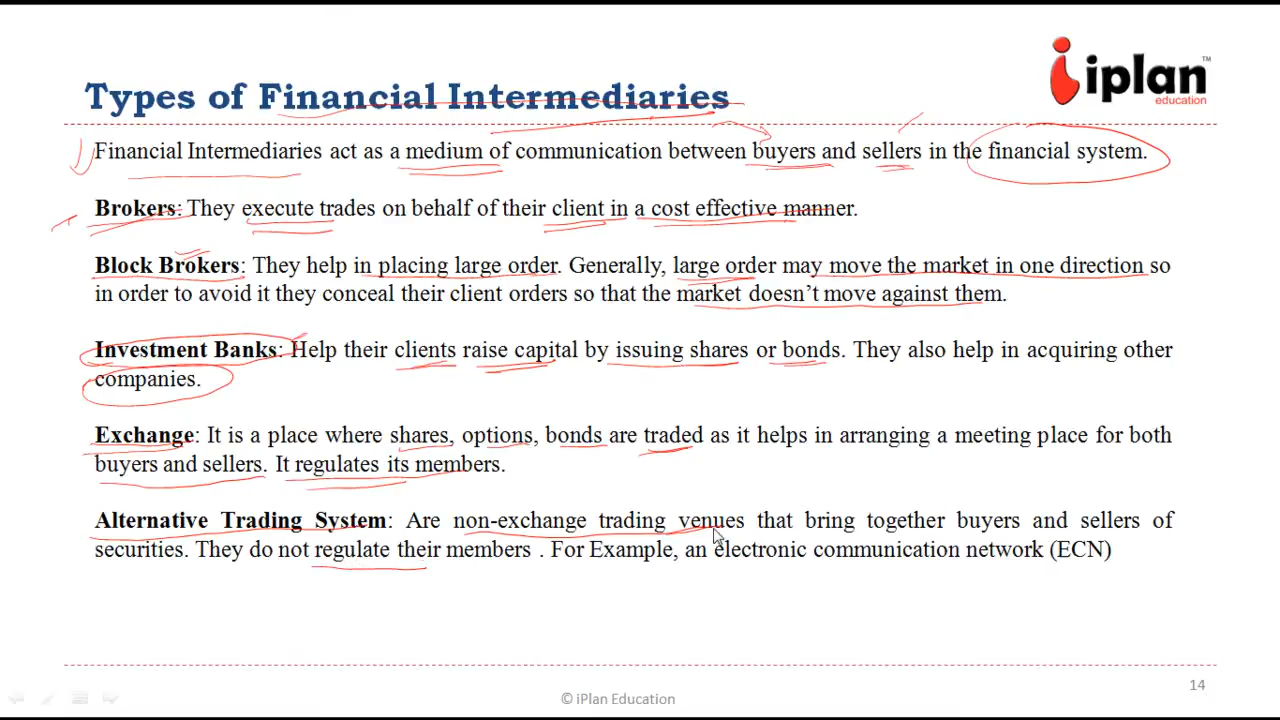 iplan
TM
education
Types of Financial Intermediaries
Financial Intermediaries act as a medium of communication between buyers and sellers in the financial system.
Brokers: They execute trades on behalf of their client in a cost effective manner.
Block Brokers: They help in placing large order. Generally, large order may move the market in one direction so
in order to avoid it they conceal their client orders so that the market doesn't move against them.
Investment Banks: Help their clients raise capital by issuing shares or bonds. They also help in acquiring other
companies.
Exchange: It is a place where shares, options, bonds are traded as it helps in arranging a meeting place for both
buyers and sellers. It regulates its members.
Alternative Trading System: Are non-exchange trading venues that bring together buyers and sellers of
securities. They do not regulate their members . For Example, an electronic communication network (ECN)
© iPlan Education
14